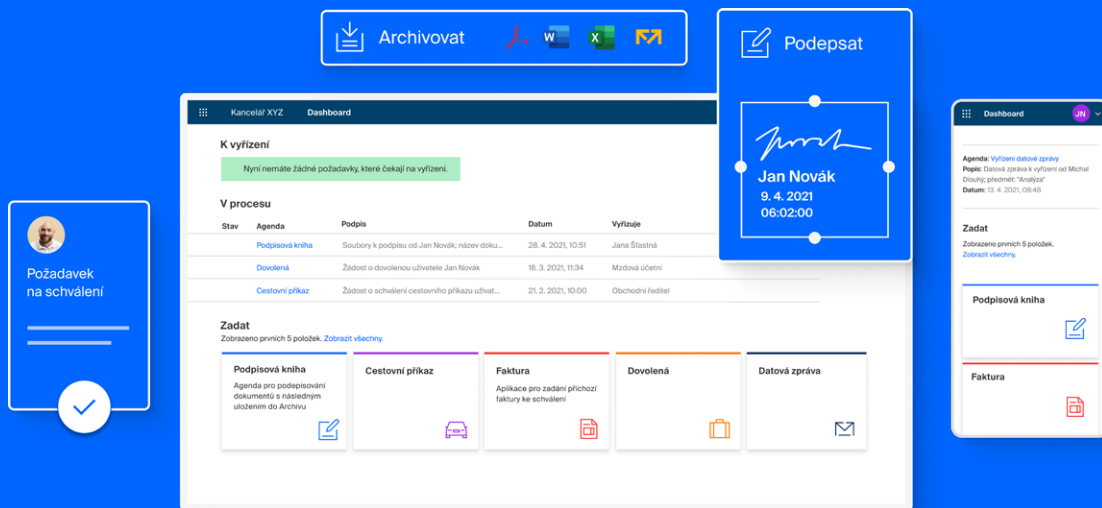 Archivovat
Podepsat
Jan Novák
9. 4. 2021
06:02:00
Požadavek
na schválení
Kancelář XYZ Dashboard
K vyřízení
Nyní nemáte žádné požadavky, které čekají na vyřízení.
V procesu
Stav Agenda Podpis Datum Vyřizuje
Podpisová kniha Soubory k podpisu od Jan Novák; název doku... 28. 4. 2021, 10:51 Jana Šťastná
Dovolená Žádost o dovolenou uživatele Jan Novák 16. 3. 2021, 11:34 Mzdová účetní
Cestovní příkaz Žádost o schválení cestovního příkazu uživat... 21. 2. 2021, 10:00 Obchodní ředitel
Zadat
Zobrazeno prvních 5 položek. Zobrazit všechny.
Podpisová kniha
Agenda pro podepisování
dokumentů s následným
uložením do Archivu
Cestovní příkaz
Faktura
Aplikace pro zadání příchozí
faktury ke schválení
Dovolená
Datová zpráva
Dashboard JN
Agenda: Vyřízení datové zprávy
Popis: Datová zpráva k vyřízení od Michal
Dlouhý; předmět: "Analýza"
Datum: 13. 4. 2021, 08:48
Zadat
Zobrazeno prvních 5 položek.
Zobrazit všechny.
Podpisová kniha
Faktura